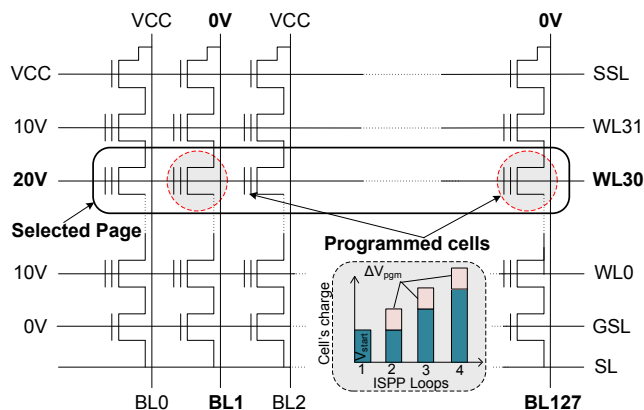 VCC 0V VCC 0V
VCC SSL
10V WL31
20V WL30
Selected Page Programmed cells
10V WL0
0V GSL
SL
ΔVpgm
Cell's charge
Vstart
1 2 3 4
ISPP Loops
BL0 BL1 BL2 BL127